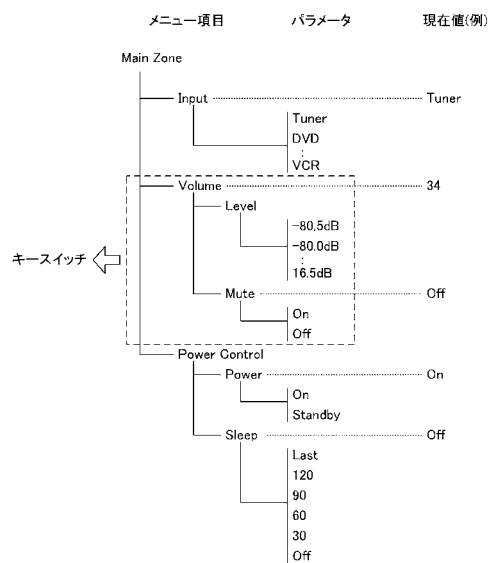 メニュー項目 パラメータ 現在値(例)
Main Zone
Input Tuner
Tuner
DVD
:
VCR
Volume 34
Level
-80.5dB
-80.0dB
:
16.5dB
キースイッチ
Mute Off
On
Off
Power Control
Power On
On
Standby
Sleep Off
Last
120
90
60
30
Off